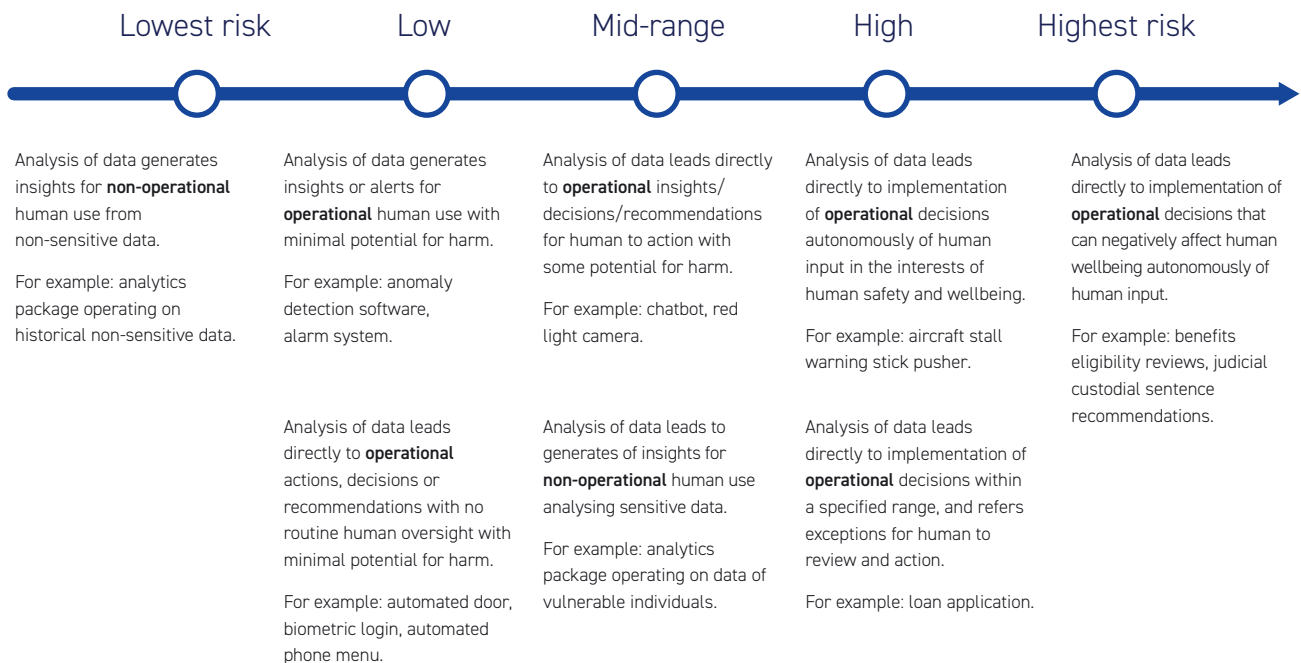 Lowest risk
Low
Mid-range
High
Highest risk
Analysis of data generates
insights for non-operational
human use from
non-sensitive data.
For example: analytics
package operating on
historical non-sensitive data.
Analysis of data generates
insights or alerts for
operational human use with
minimal potential for harm.
For example: anomaly
detection software,
alarm system.
Analysis of data leads
directly to operational
actions, decisions or
recommendations with no
routine human oversight with
minimal potential for harm.
For example: automated door,
biometric login, automated
phone menu.
Analysis of data leads directly
to operational insights/
decisions/recommendations
for human to action with
some potential for harm.
For example: chatbot, red
light camera.
Analysis of data leads to
generates of insights for
non-operational human use
analysing sensitive data.
For example: analytics
package operating on data of
vulnerable individuals.
Analysis of data leads
directly to implementation
of operational decisions
autonomously of human
input in the interests of
human safety and wellbeing.
For example: aircraft stall
warning stick pusher.
Analysis of data leads
directly to implementation of
operational decisions within
a specified range, and refers
exceptions for human to
review and action.
For example: loan application.
Analysis of data leads
directly to implementation of
operational decisions that
can negatively affect human
wellbeing autonomously of
human input.
For example: benefits
eligibility reviews, judicial
custodial sentence
recommendations.